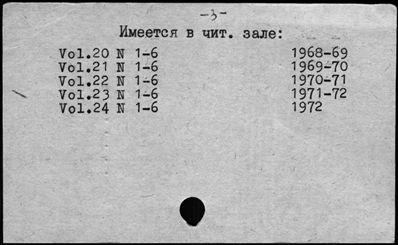 -3-
Имеется в чит. зале:
Vol.20 N 1-6 1968-69
Vol.21 N 1-6 1969-70
Vol.22 N 1-6 1970-71
Vol.23 N 1-6 1971-72
Vol.24 N 1-6 1972